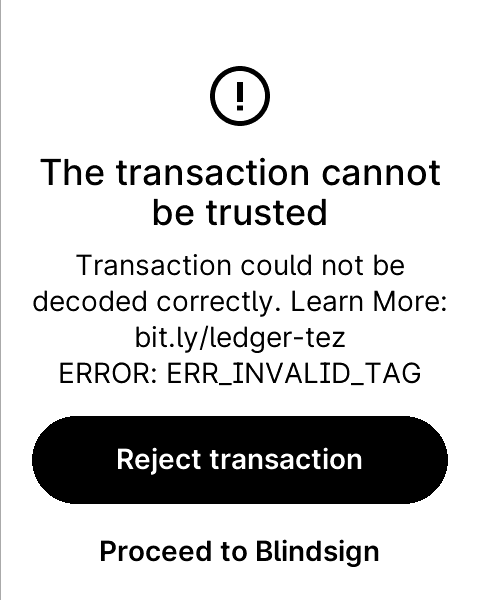 The transaction cannot
be trusted
Transaction could not be
decoded correctly. Learn More:
bit.ly/ledger-tez
ERROR: ERR_INVALID_TAG
Reject transaction
Proceed to Blindsign